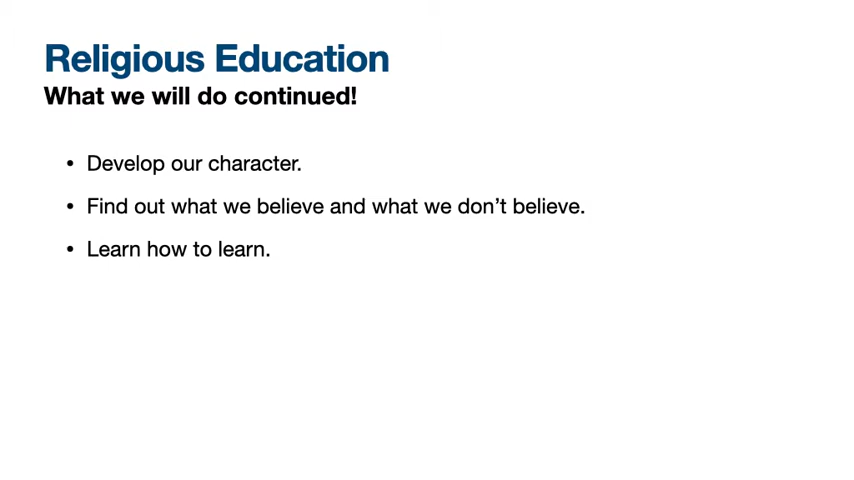 Religious Education
What we will do continued!
• Develop our character.
• Find out what we believe and what we don’t believe.
• Learn how to learn.